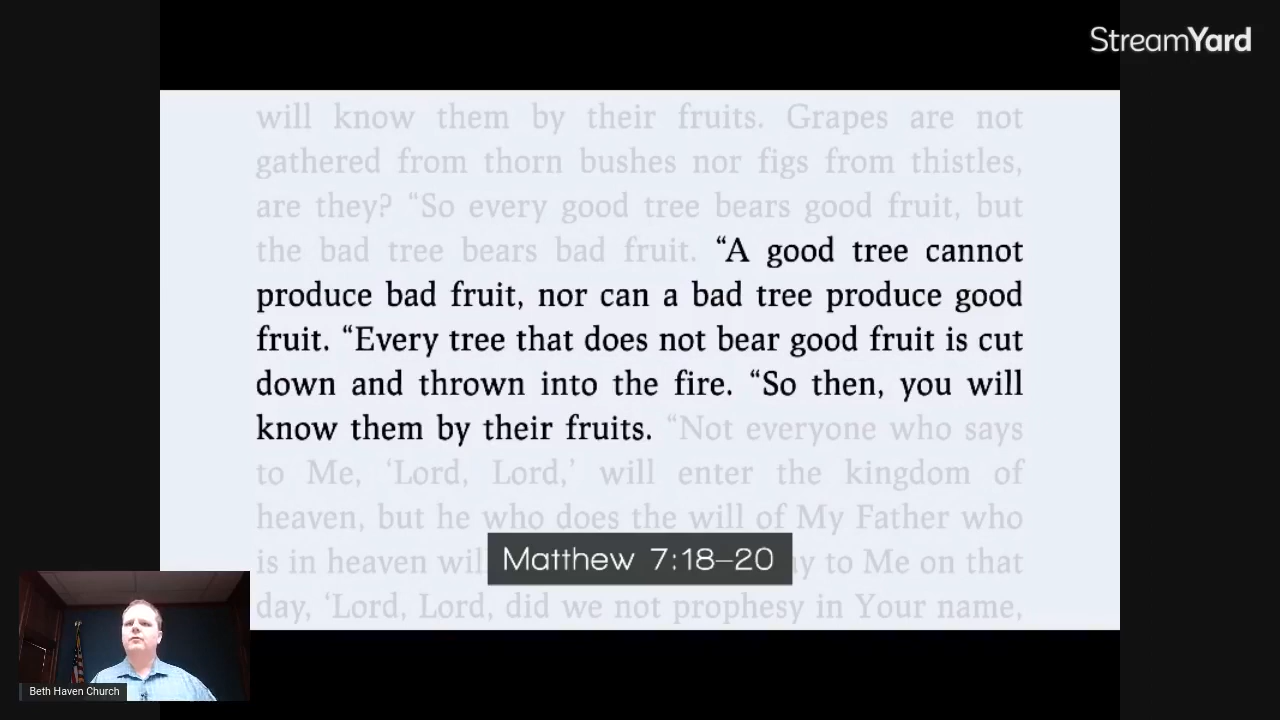 StreamYard
will know them by their fruits. Grapes are not
gathered from thorn bushes nor figs from thistles,
are they? “So every good tree bears good fruit, but
the bad tree bears bad fruit. “A good tree cannot
produce bad fruit, nor can a bad tree produce good
fruit. “Every tree that does not bear good fruit is cut
down and thrown into the fire. “So then, you will
know them by their fruits. “Not everyone who says
to Me, ‘Lord, Lord,’ will enter the kingdom of
heaven, but he who does the will of My Father who
is in heaven to Me on that
Matthew 7:18–20
day, ‘Lord, Lord, did we not prophesy in Your name,
Beth Haven Church